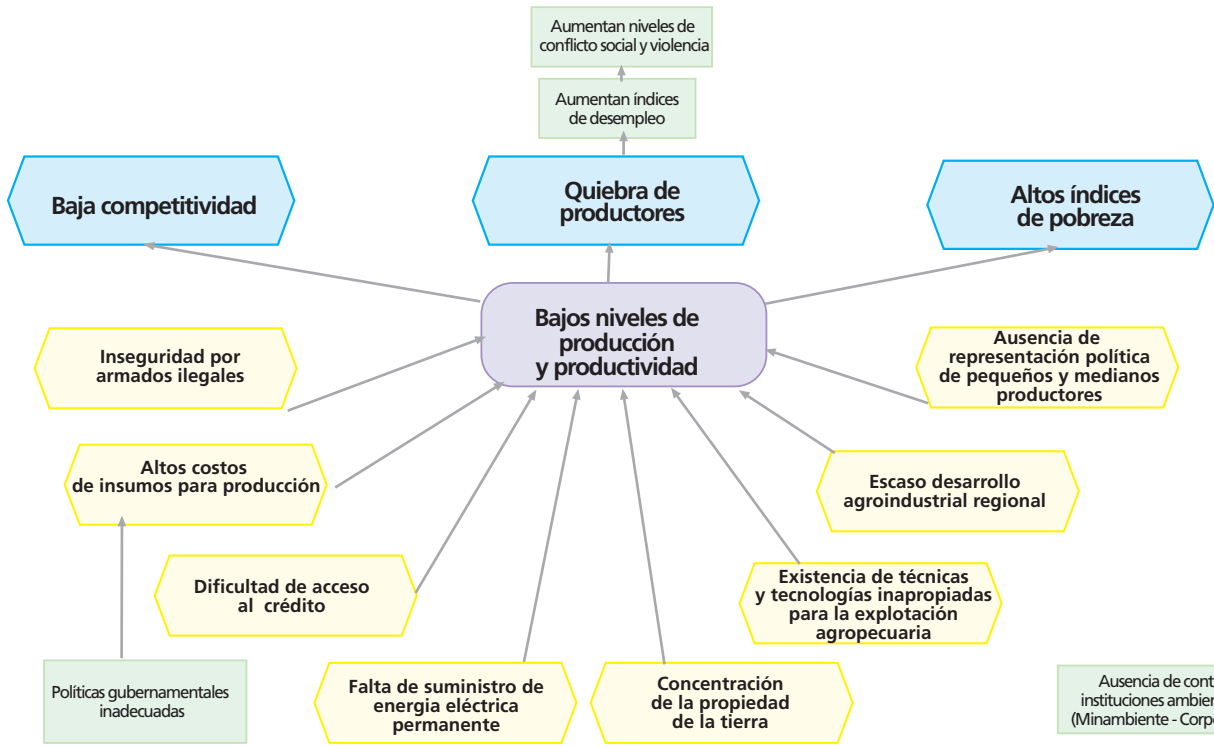 Aumentan niveles de
conflicto social y violencia
Aumentan índices
de desempleo
Baja competitividad
Quiebra de
productores
Altos índices
de pobreza
Bajos niveles de
producción
y productividad
Inseguridad por
armados ilegales
Ausencia de
representación política
de pequeños y medianos
productores
Altos costos
de insumos para producción
Escaso desarrollo
agroindustrial regional
Dificultad de acceso
al crédito
Existencia de técnicas
y tecnologías inapropiadas
para la explotación
agropecuaria
Políticas gubernamentales
inadecuadas
Falta de suministro de
energia eléctrica
permanente
Concentración
de la propiedad
de la tierra
Ausencia de
instituciones
(Minambiente -